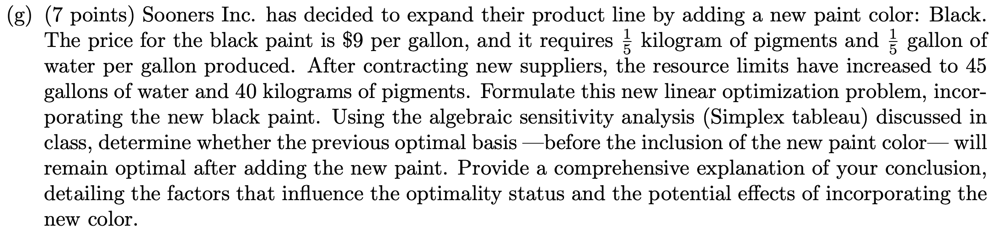 (g) (7 points) Sooners Inc. has decided to expand their product line by adding a new paint color: Black.
The price for the black paint is $9 per gallon, and it requires 1/5 kilogram of pigments and 1/5 gallon of
water per gallon produced. After contracting new suppliers, the resource limits have increased to 45
gallons of water and 40 kilograms of pigments. Formulate this new linear optimization problem, incor-
porating the new black paint. Using the algebraic sensitivity analysis (Simplex tableau) discussed in
class, determine whether the previous optimal basis —before the inclusion of the new paint color— will
remain optimal after adding the new paint. Provide a comprehensive explanation of your conclusion,
detailing the factors that influence the optimality status and the potential effects of incorporating the
new color.